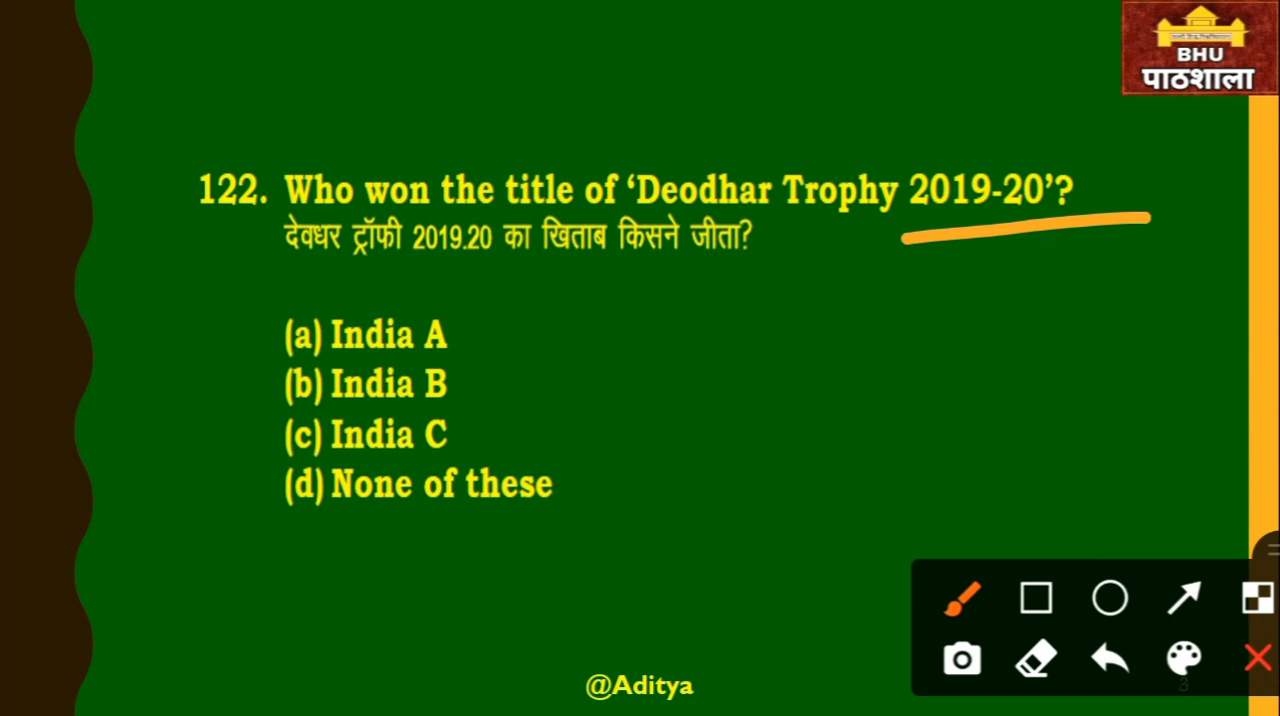 BHU
पाठशाला
122. Who won the title of ‘Deodhar Trophy 2019-20’?
देवधर ट्रॉफी 2019.20 का खिताब किसने जीता?
(a) India A
(b) India B
(c) India C
(d) None of these
@Aditya
3